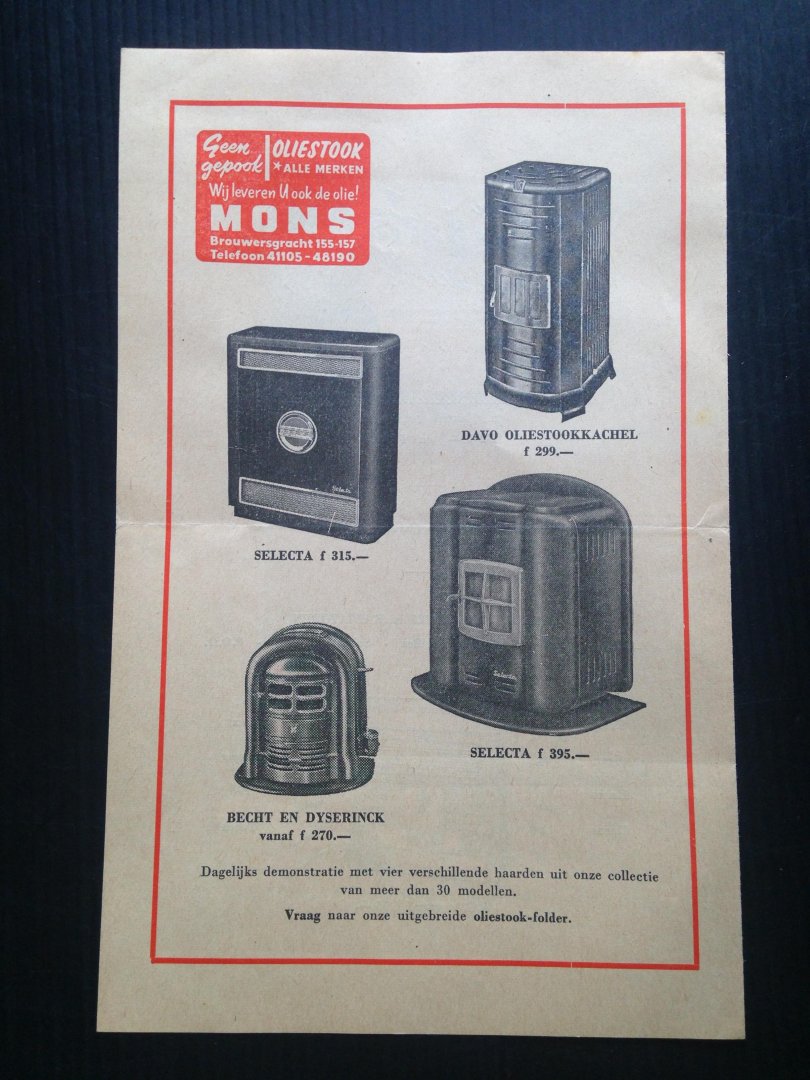 Geen gepook
OLIESTOOK
* ALLE MERKEN
Wij leveren U ook de olie!
MONS
Brouwersgracht 155-157
Telefoon 41105 - 48190
DAVO OLIESTOOKKACHEL
f 299.—
Selecta
SELECTA f 315.—
Selecta
SELECTA f 395.—
BECHT EN DYSERINCK
vanaf f 270.—
Dagelijks demonstratie met vier verschillende haarden uit onze collectie
van meer dan 30 modellen.
Vraag naar onze uitgebreide oliestook-folder.